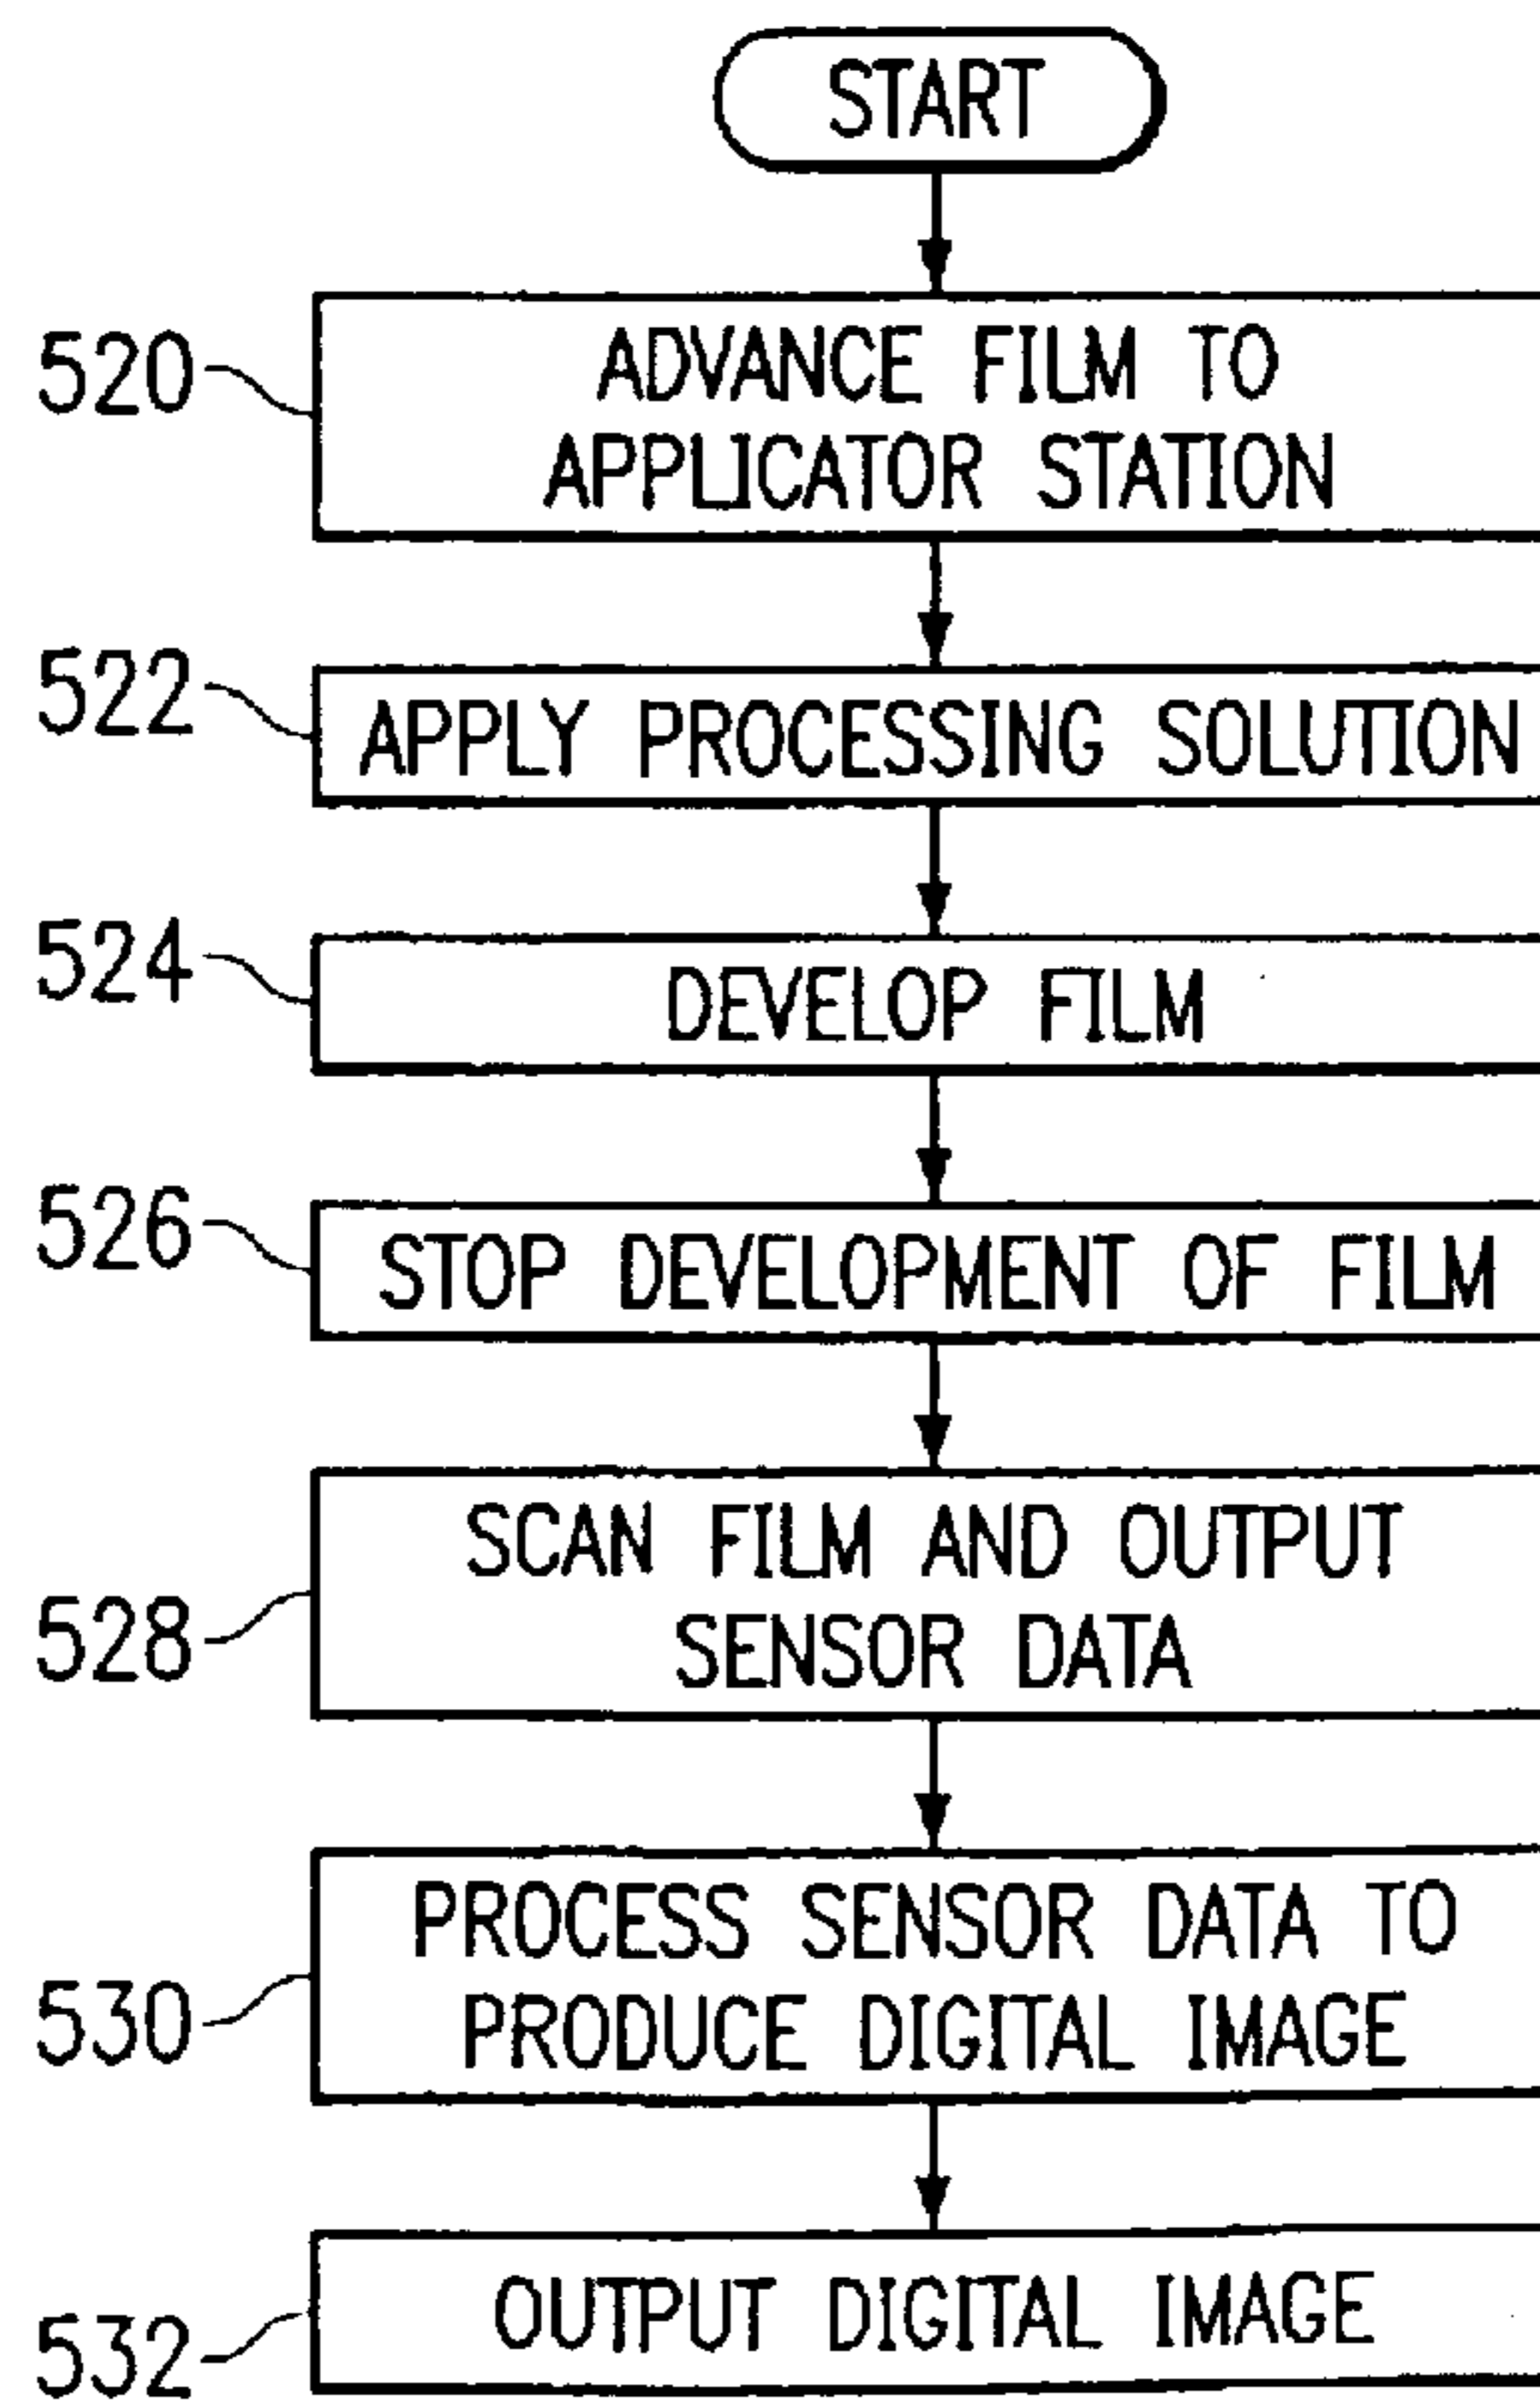 START
520
ADVANCE FILM TO
APPLICATOR STATION
522
APPLY PROCESSING SOLUTION
524
DEVELOP FILM
526
STOP DEVELOPMENT OF FILM
528
SCAN FILM AND OUTPUT
SENSOR DATA
530
PROCESS SENSOR DATA TO
PRODUCE DIGITAL IMAGE
532
OUTPUT DIGITAL IMAGE